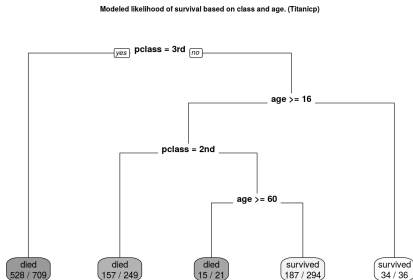 Modeled likelihood of survival based on class and age. (Titanicp)
yes pclass = 3rd no
age >= 16
pclass = 2nd
age >= 60
died died died survived survived
528 / 709 157 / 249 15 / 21 187 / 294 34 / 36